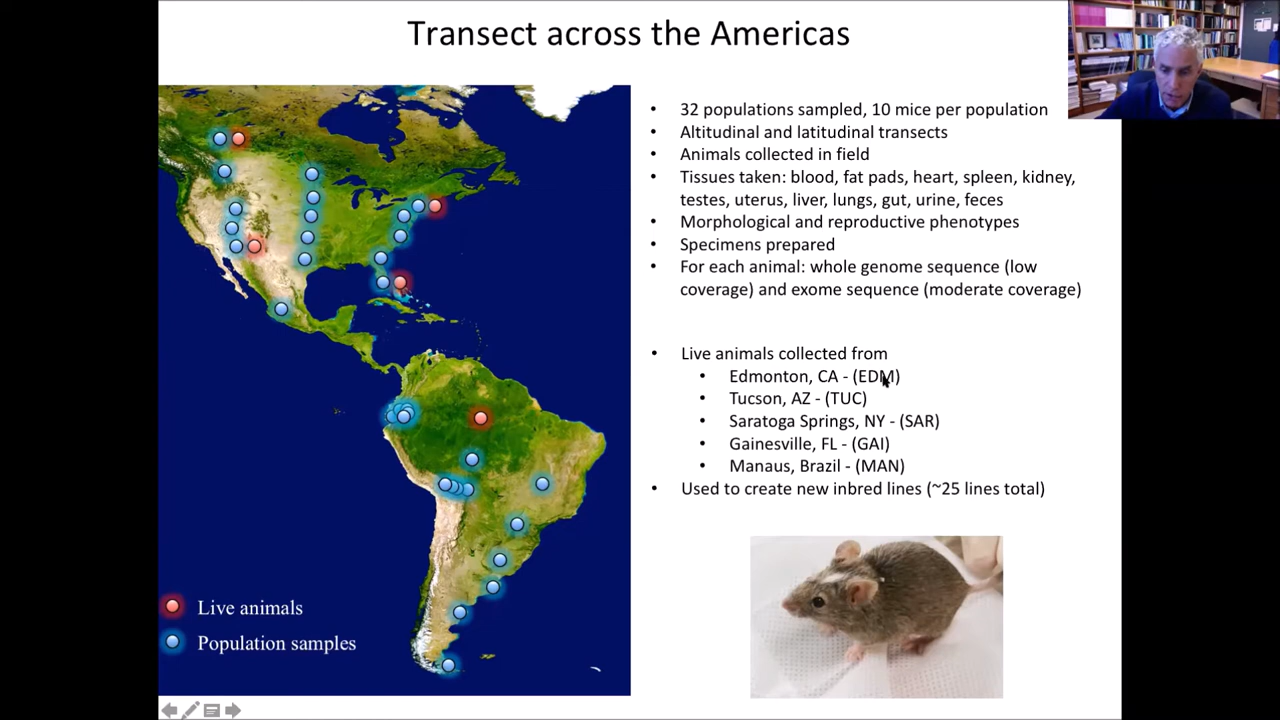 Transect across the Americas
• 32 populations sampled, 10 mice per population
• Altitudinal and latitudinal transects
• Animals collected in field
• Tissues taken: blood, fat pads, heart, spleen, kidney,
testes, uterus, liver, lungs, gut, urine, feces
• Morphological and reproductive phenotypes
• Specimens prepared
• For each animal: whole genome sequence (low
coverage) and exome sequence (moderate coverage)
• Live animals collected from
• Edmonton, CA - (EDM)
• Tucson, AZ - (TUC)
• Saratoga Springs, NY - (SAR)
• Gainesville, FL - (GAI)
• Manaus, Brazil - (MAN)
• Used to create new inbred lines (~25 lines total)
Live animals
Population samples